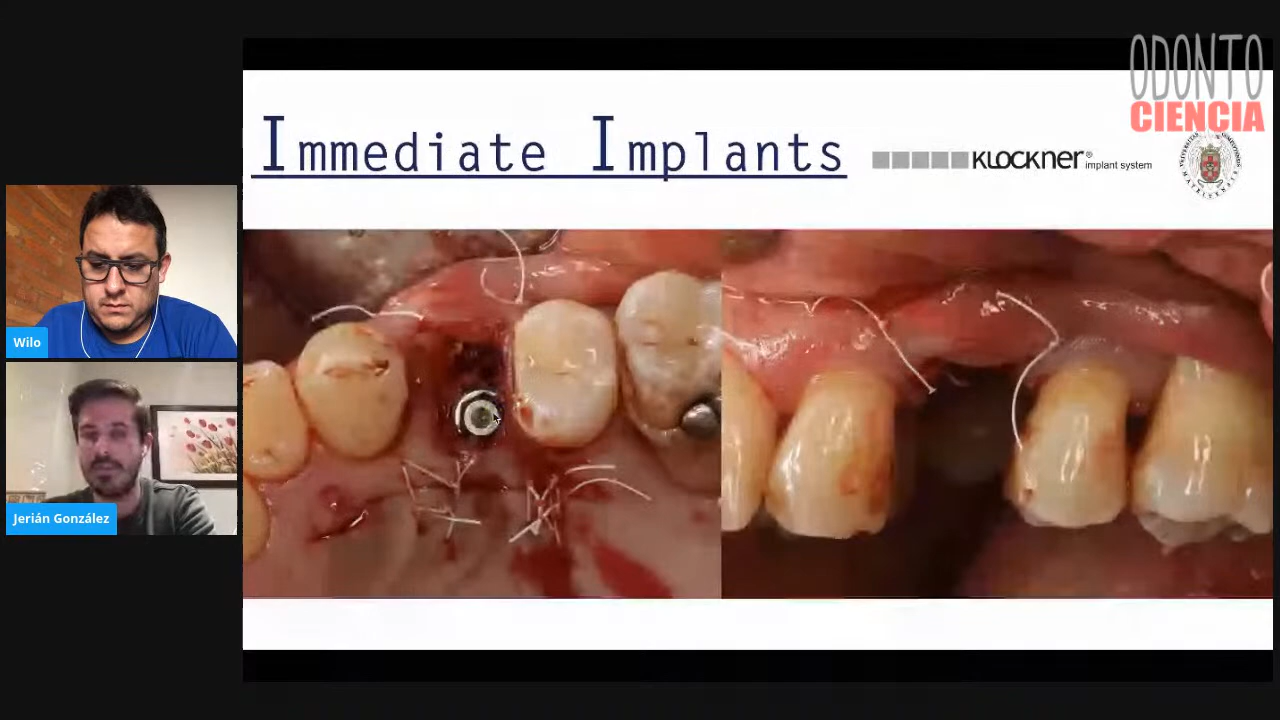 ODONTO
CIENCIA
Immediate Implants
KLOCKNER® implant system
Wilo
Jerián González